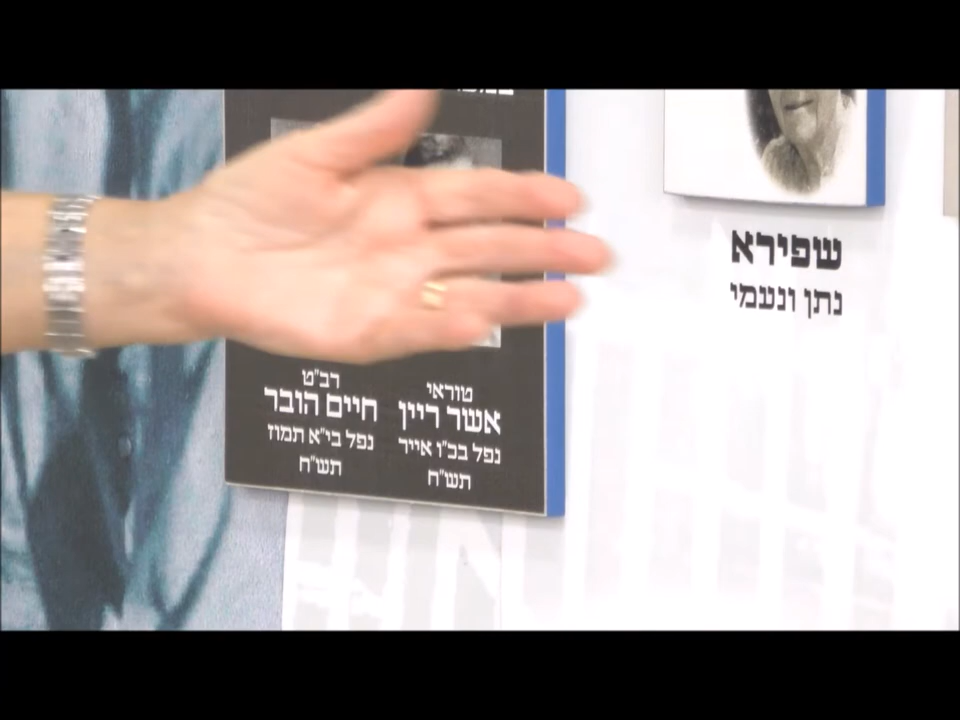 שפירא
נתן ונעמי
טוראי
אשר ריין
נפל בכ"ו אייר
תש"ח
רב"ט
חיים הובר
נפל בי"א תמוז
תש"ח